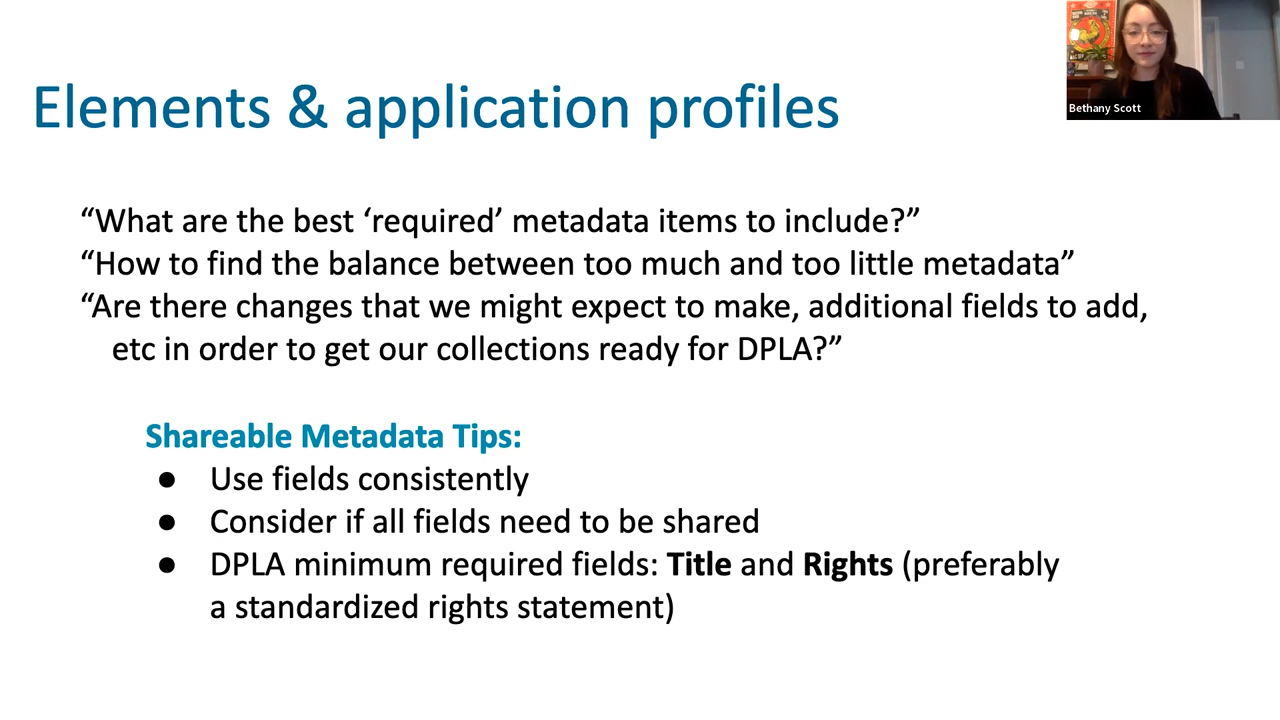 Elements & application profiles
Bethany Scott
“What are the best ‘required’ metadata items to include?”
“How to find the balance between too much and too little metadata”
“Are there changes that we might expect to make, additional fields to add,
etc in order to get our collections ready for DPLA?”
Shareable Metadata Tips:
● Use fields consistently
● Consider if all fields need to be shared
● DPLA minimum required fields: Title and Rights (preferably
a standardized rights statement)